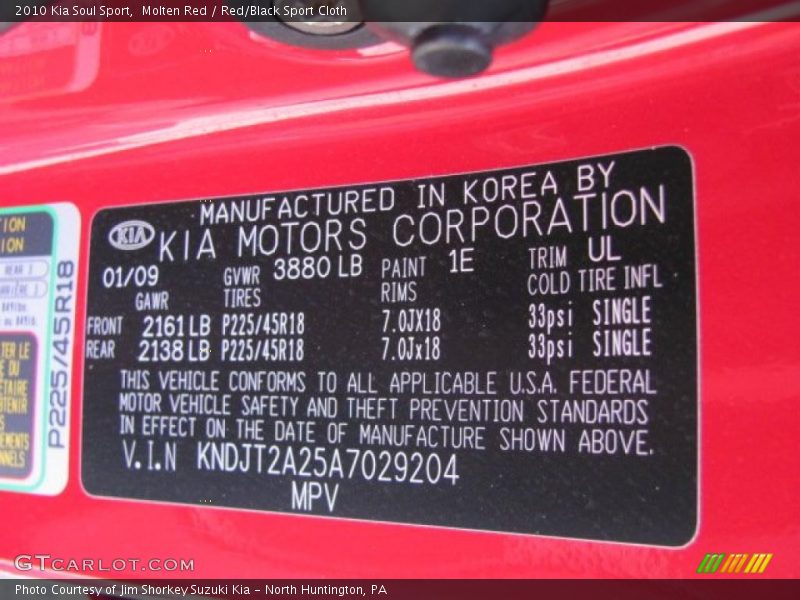 2010 Kia Soul Sport,  Molten Red / Red/Black Sport Cloth
MANUFACTURED IN KOREA BY
KIA KIA MOTORS CORPORATION
01/09 GVWR 3880 LB PAINT 1E TRIM UL
GAWR TIRES RIMS COLD TIRE INFL
FRONT 2161 LB P225/45R18 7.0JX18 33psi SINGLE
REAR 2138 LB P225/45R18 7.0Jx18 33psi SINGLE
THIS VEHICLE CONFORMS TO ALL APPLICABLE U.S.A. FEDERAL
MOTOR VEHICLE SAFETY AND THEFT PREVENTION STANDARDS
IN EFFECT ON THE DATE OF MANUFACTURE SHOWN ABOVE.
V.I.N KNDJT2A25A7029204
MPV
REAR
P225/45R18
GTCARLOT.COM
Photo Courtesy of Jim Shorkey Suzuki Kia – North Huntington, PA